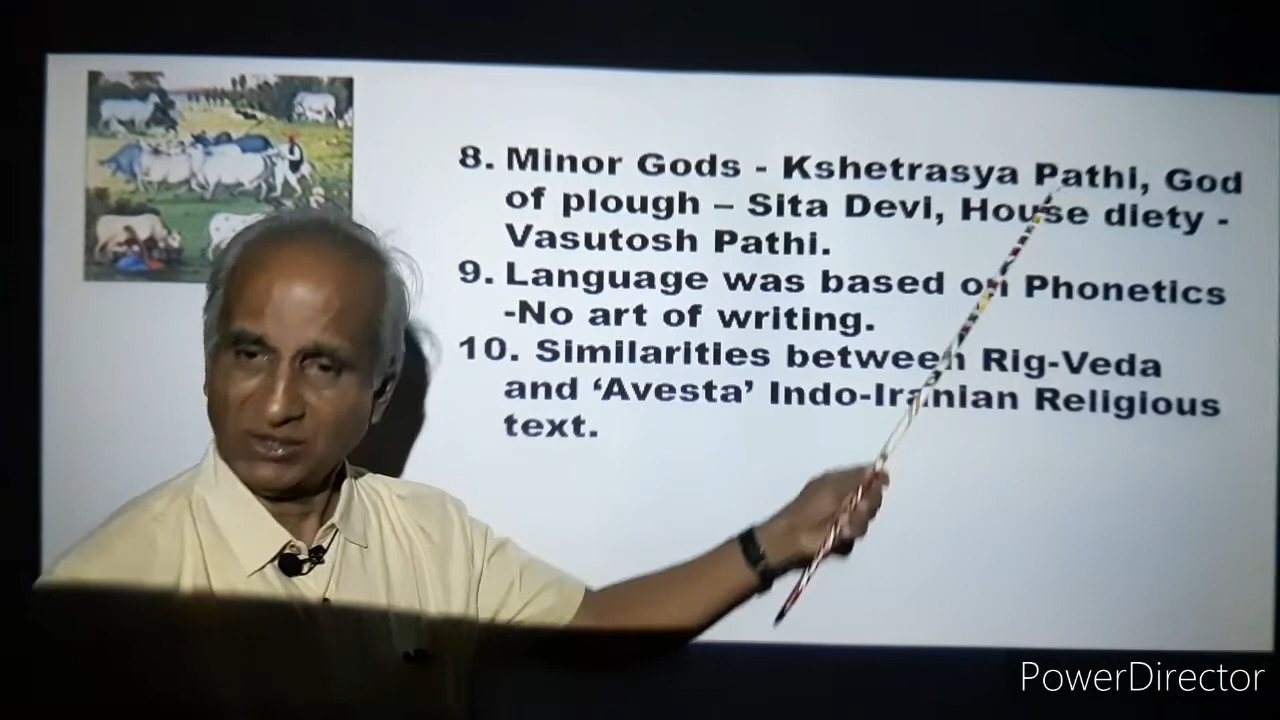 8. Minor Gods - Kshetrasya Pathi, God
of plough – Sita Devi, House diety -
Vasutosh Pathi.
9. Language was based on Phonetics
-No art of writing.
10. Similarities between Rig-Veda
and ‘Avesta’ Indo-Iranian Religious
text.
PowerDirector